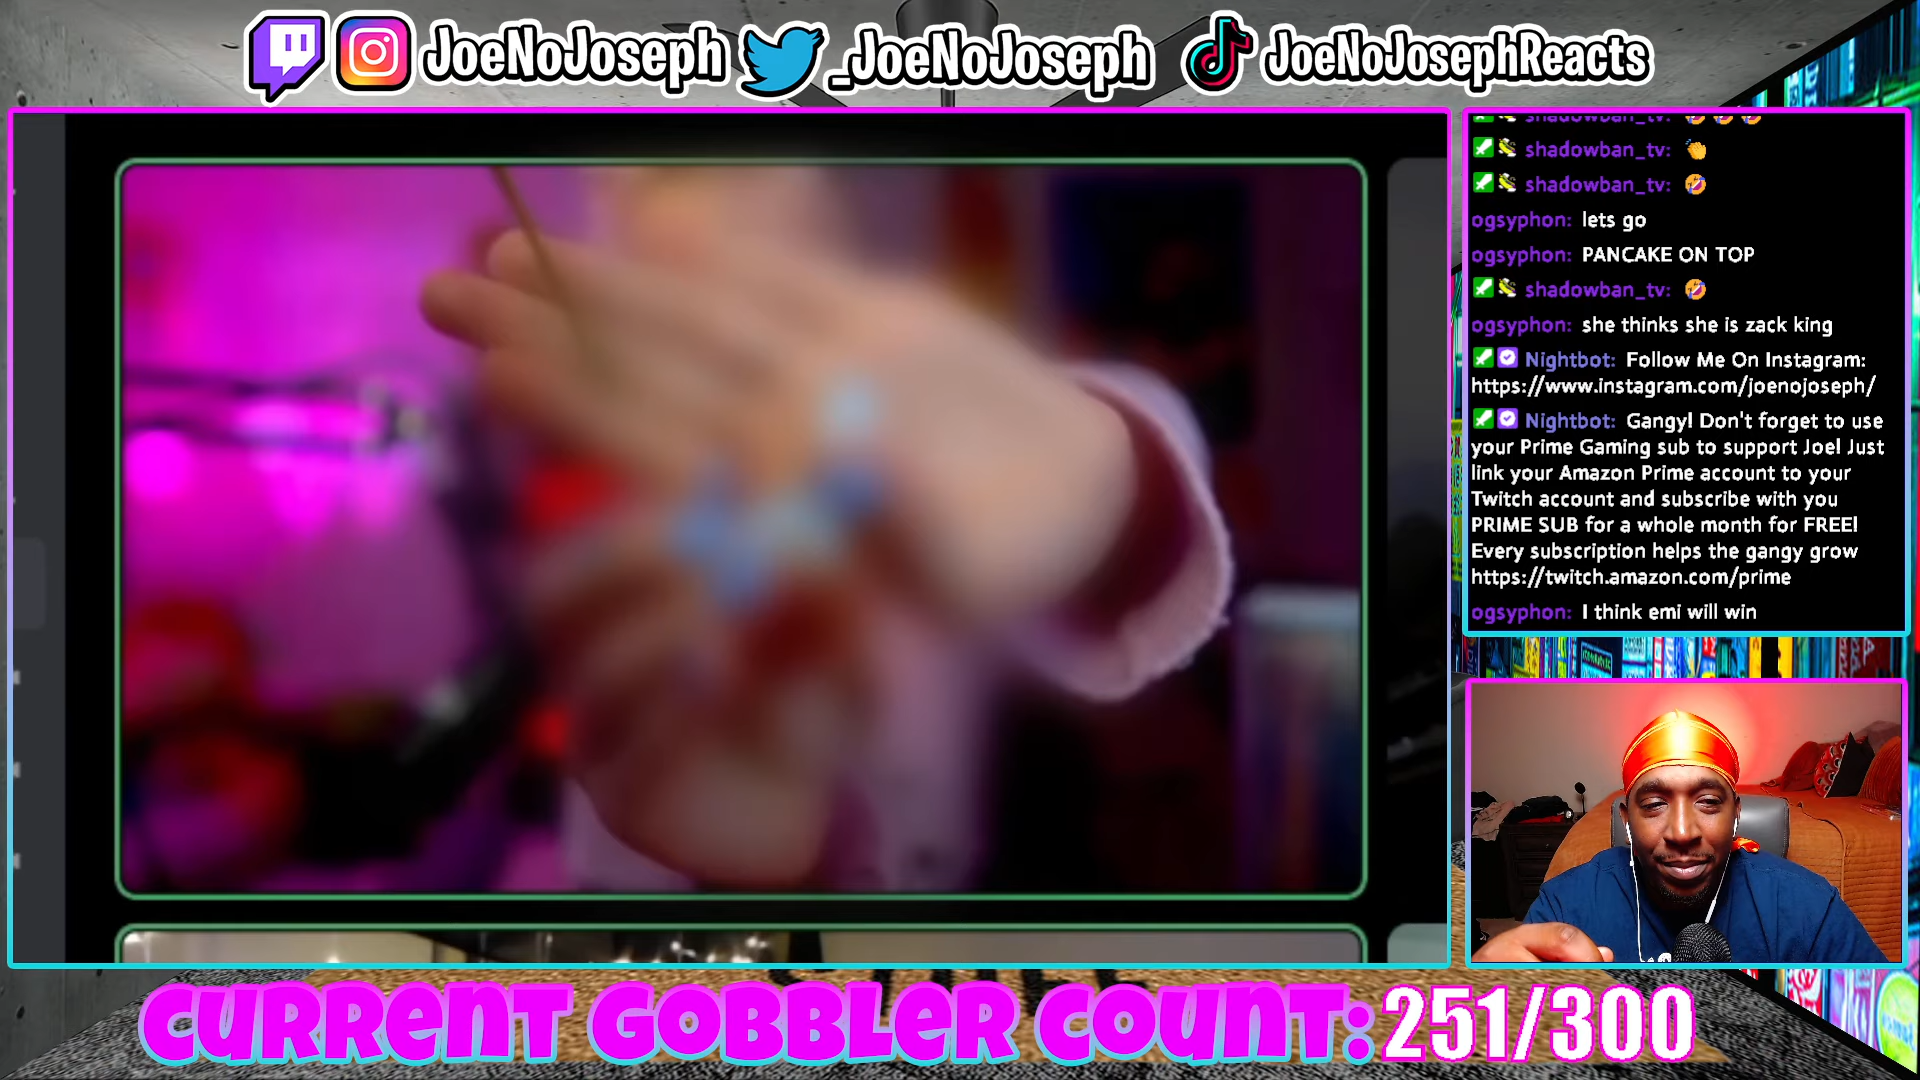 JoeNoJoseph
_JoeNoJoseph
JoeNoJosephReacts
shadowban_tv:
shadowban_tv:
shadowban_tv:
ogsyphon: lets go
ogsyphon: PANCAKE ON TOP
shadowban_tv:
ogsyphon: she thinks she is zack king
Nightbot: Follow Me On Instagram:
https://www.instagram.com/joenojoseph/
Nightbot: Gangy! Don't forget to use
your Prime Gaming sub to support Joe! Just
link your Amazon Prime account to your
Twitch account and subscribe with you
PRIME SUB for a whole month for FREE!
Every subscription helps the gangy grow
https://twitch.amazon.com/prime
ogsyphon: I think emi will win
CURRENT GOBBLER COUNT: 251/300